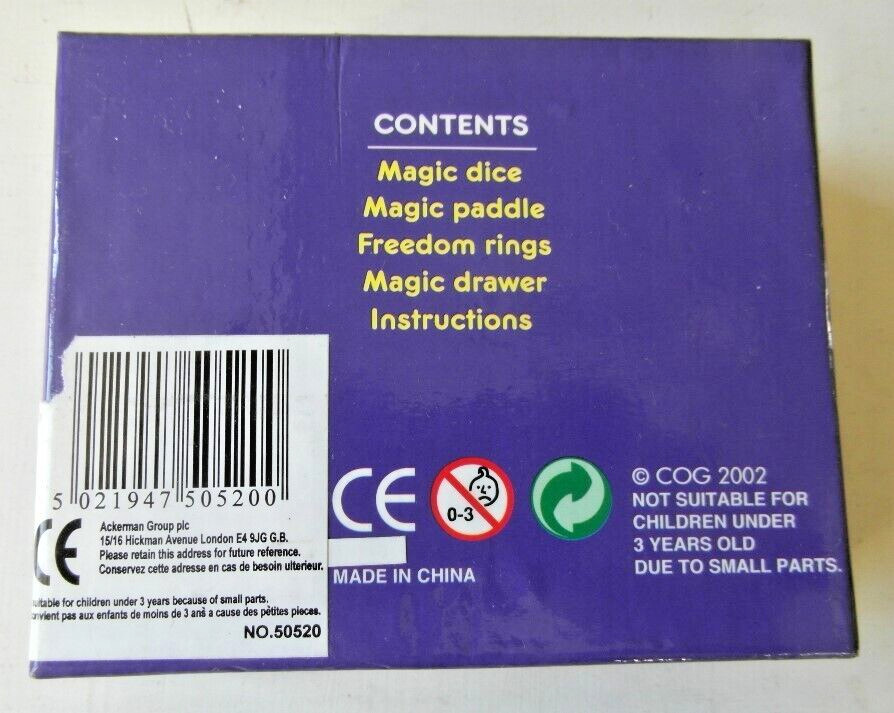 CONTENTS
Magic dice
Magic paddle
Freedom rings
Magic drawer
Instructions
5 021947 505200
CE
Ackerman Group plc
15/16 Hickman Avenue London E4 9JG G.B.
Please retain this address for future reference.
Conservez cette adresse en cas de besoin ulterieur.
for children under 3 years because of small parts.
pas aux enfants de moins de 3 ans a cause des pètites pieces.
NO.50520
CE
0-3
MADE IN CHINA
© COG 2002
NOT SUITABLE FOR
CHILDREN UNDER
3 YEARS OLD
DUE TO SMALL PARTS.